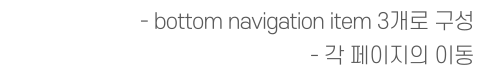 - bottom navigation item 3개로 구성
- 각 페이지의 이동